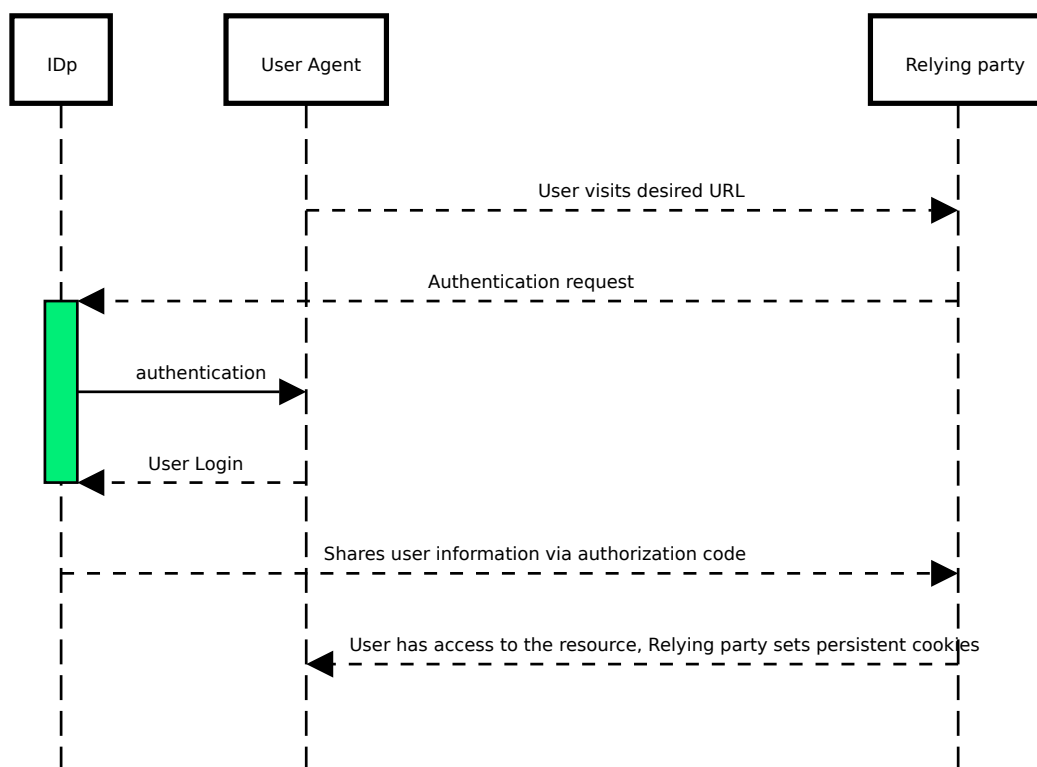 IDp
User Agent
Relying party
User visits desired URL
Authentication request
authentication
User Login
Shares user information via authorization code
User has access to the resource, Relying party sets persistent cookies